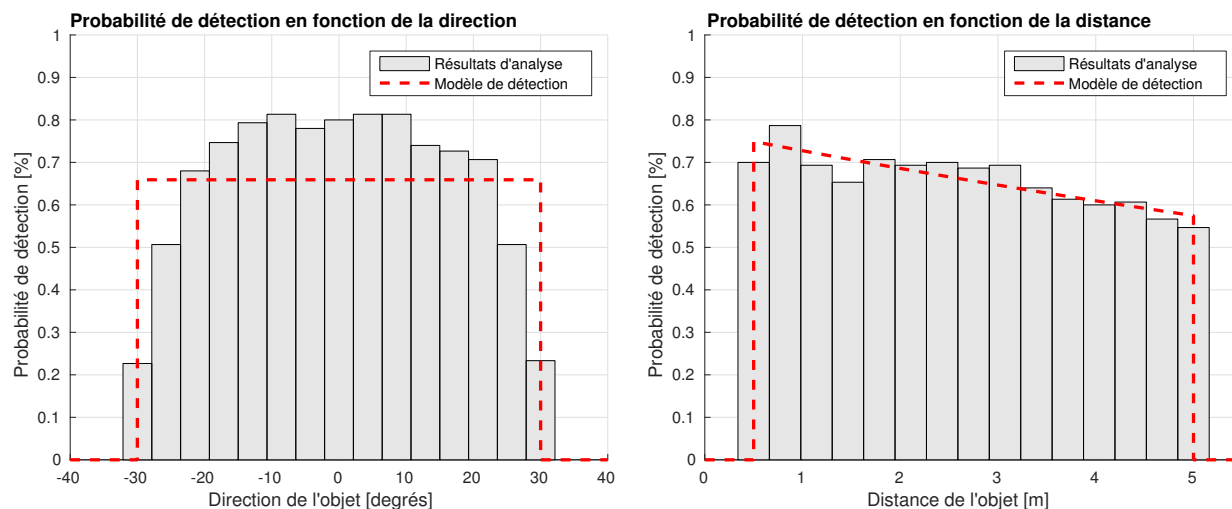 Probabilité de détection en fonction de la direction
1
0.9
0.8
0.7
0.6
0.5
0.4
0.3
0.2
0.1
0
Probabilité de détection [%]
Résultats d'analyse
Modèle de détection
-40 -30 -20 -10 0 10 20 30 40
Direction de l'objet [degrés]
Probabilité de détection en fonction de la distance
1
0.9
0.8
0.7
0.6
0.5
0.4
0.3
0.2
0.1
0
Probabilité de détection [%]
Résultats d'analyse
Modèle de détection
0 1 2 3 4 5
Distance de l'objet [m]